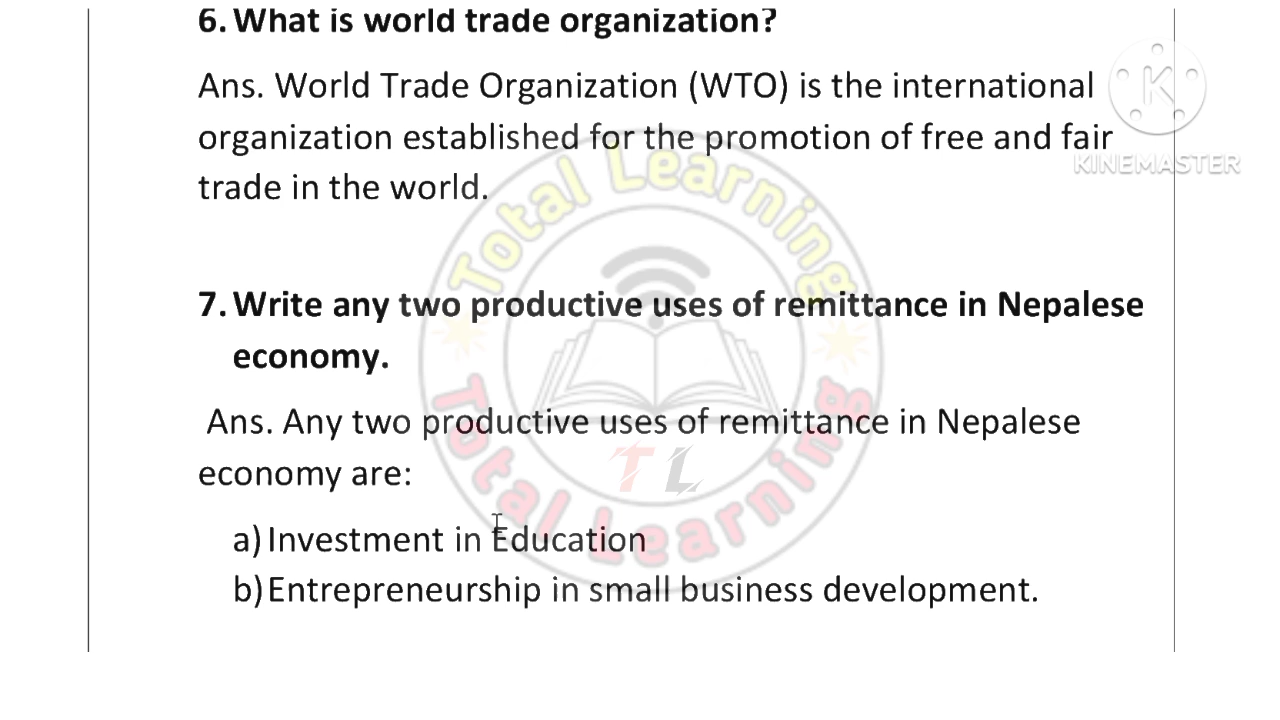 6. What is world trade organization?
Ans. World Trade Organization (WTO) is the international
organization established for the promotion of free and fair
trade in the world.
7. Write any two productive uses of remittance in Nepalese
economy.
Ans. Any two productive uses of remittance in Nepalese
economy are:
a) Investment in Education
b) Entrepreneurship in small business development.
Total Learning
Total Learning
TL
K
KINEMASTER